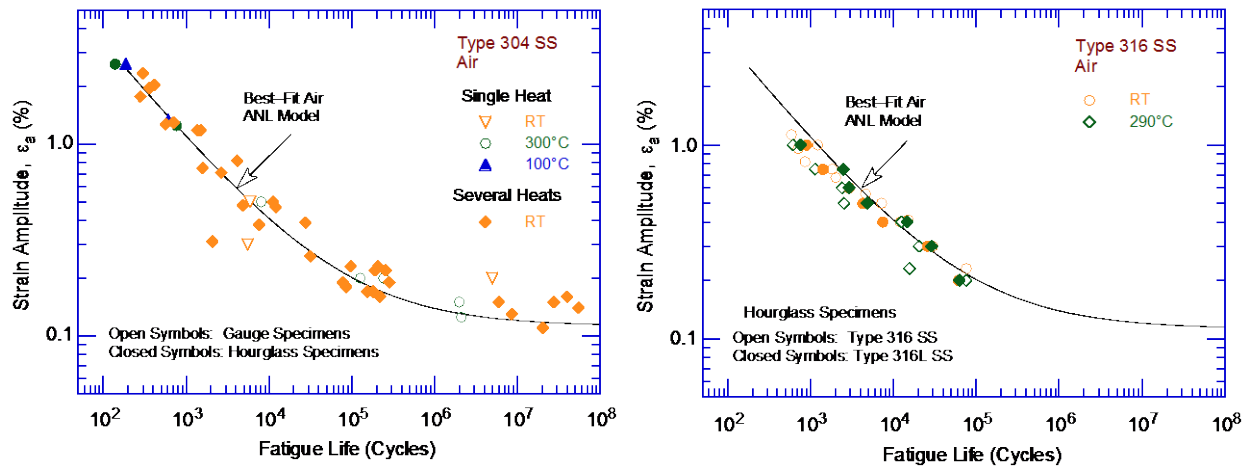 Type 304 SS
Air
Single Heat
RT
300°C
100°C
Several Heats
RT
Best–Fit Air
ANL Model
Open Symbols: Gauge Specimens
Closed Symbols: Hourglass Specimens
Strain Amplitude, εa (%)
1.0
0.1
10^2
10^3
10^4
10^5
10^6
10^7
10^8
Fatigue Life (Cycles)
Type 316 SS
Air
RT
290°C
Best–Fit Air
ANL Model
Hourglass Specimens
Open Symbols: Type 316 SS
Closed Symbols: Type 316L SS
Strain Amplitude, εa (%)
1.0
0.1
10^2
10^3
10^4
10^5
10^6
10^7
10^8
Fatigue Life (Cycles)